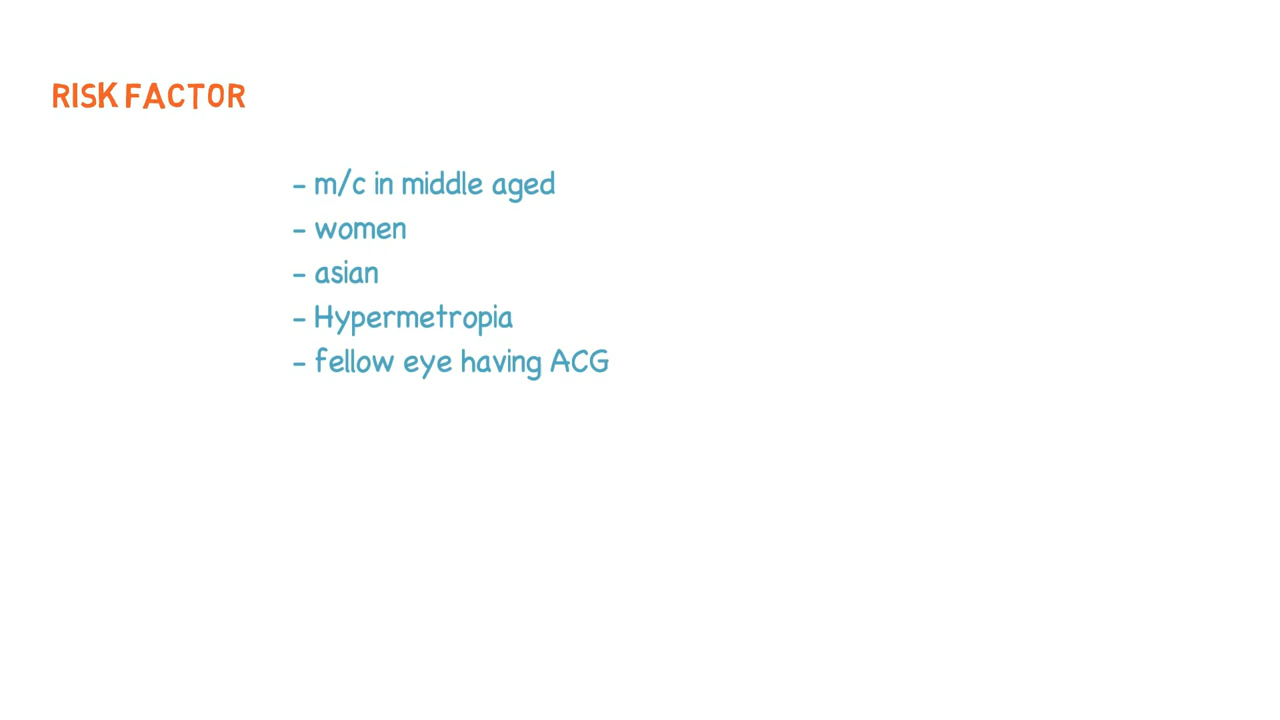 RISK FACTOR
- m/c in middle aged
- women
- asian
- Hypermetropia
- fellow eye having ACG